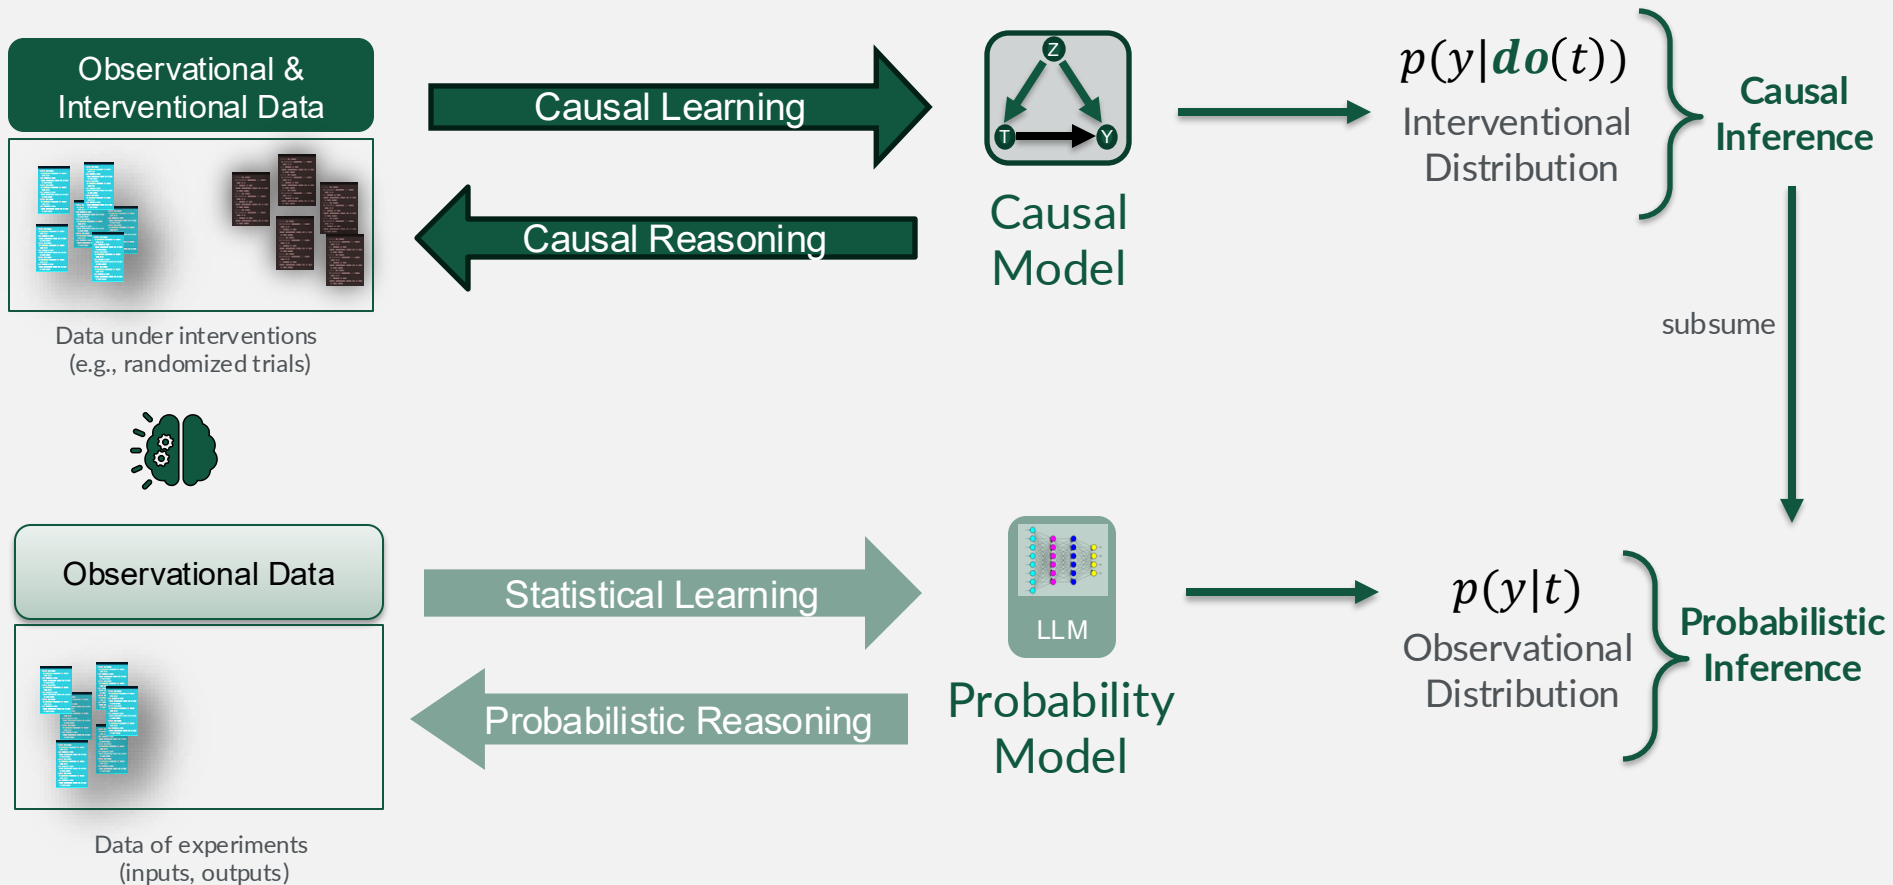 Observational &
Interventional Data
Causal Learning
Z
T
Y
p(y|do(t))
Interventional
Distribution
Causal
Inference
Causal Reasoning
Causal
Model
Data under interventions
(e.g., randomized trials)
subsume
Observational Data
Statistical Learning
LLM
p(y|t)
Observational
Distribution
Probabilistic
Inference
Probabilistic Reasoning
Probability
Model
Data of experiments
(inputs, outputs)